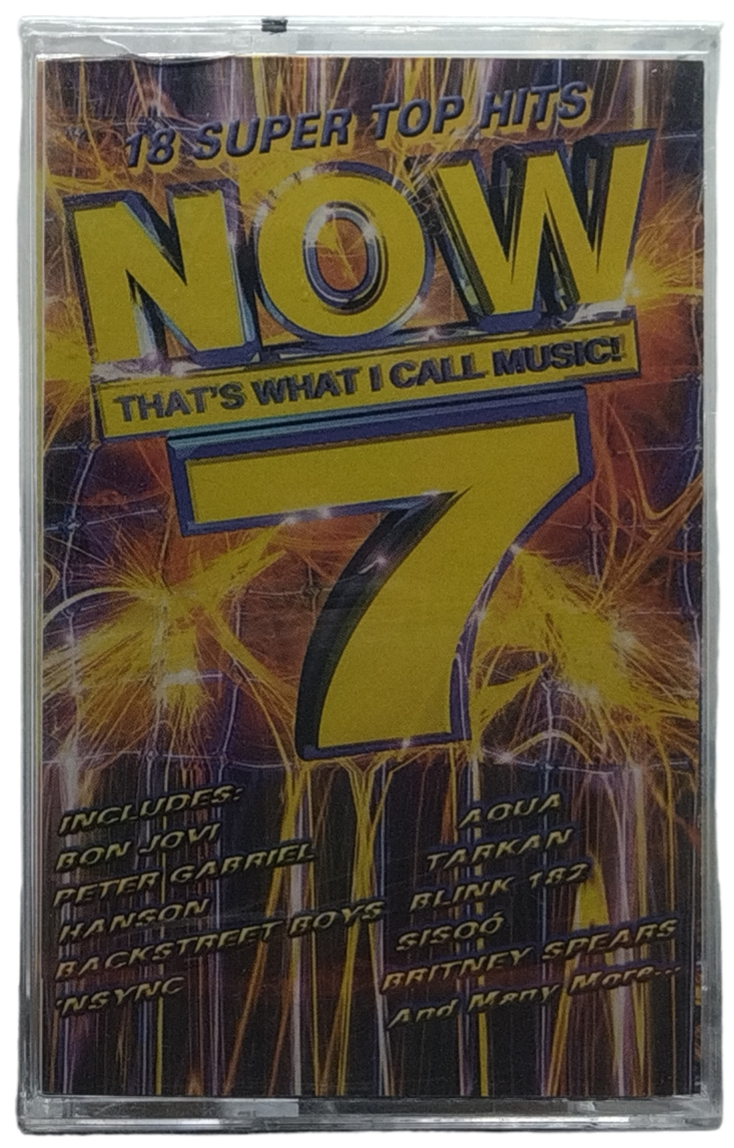 18 SUPER TOP HITS
NOW
THAT'S WHAT I CALL MUSIC!
7
INCLUDES:
BON JOVI
PETER GABRIEL
HANSON
BACKSTREET BOYS
'NSYNC
AQUA
TARKAN
BLINK 182
SISQÓ
BRITNEY SPEARS
And Many More...